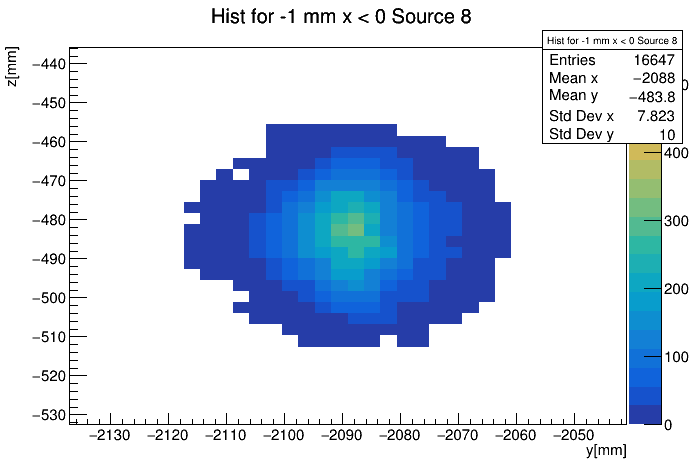 Hist for -1 mm x < 0 Source 8
z[mm]
Hist for -1 mm x < 0 Source 8
Entries 16647
Mean x −2088
Mean y −483.8
Std Dev x 7.823
Std Dev y 10
−440
−450
−460
−470
−480
−490
−500
−510
−520
−530
0
400
300
200
100
0
−2130 −2120 −2110 −2100 −2090 −2080 −2070 −2060 −2050
y[mm]